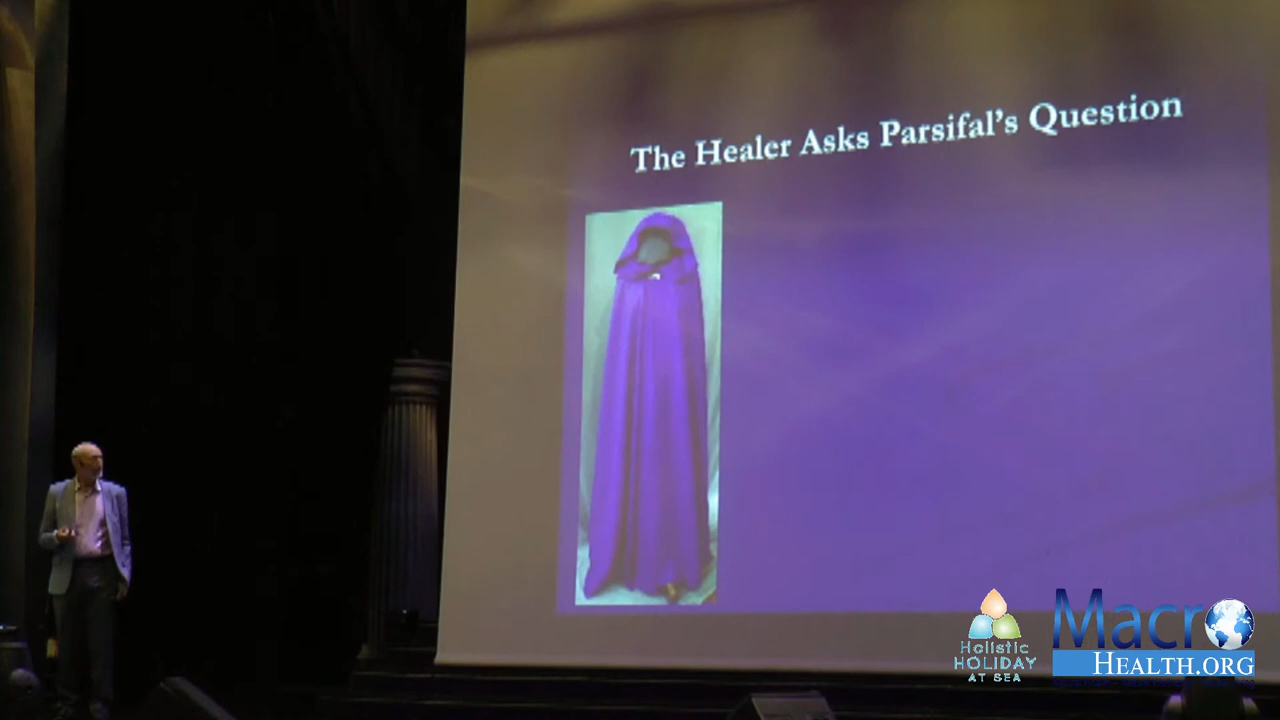 The Healer Asks Parsifal's Question
Holistic
HOLIDAY
AT SEA
Macro
HEALTH.ORG